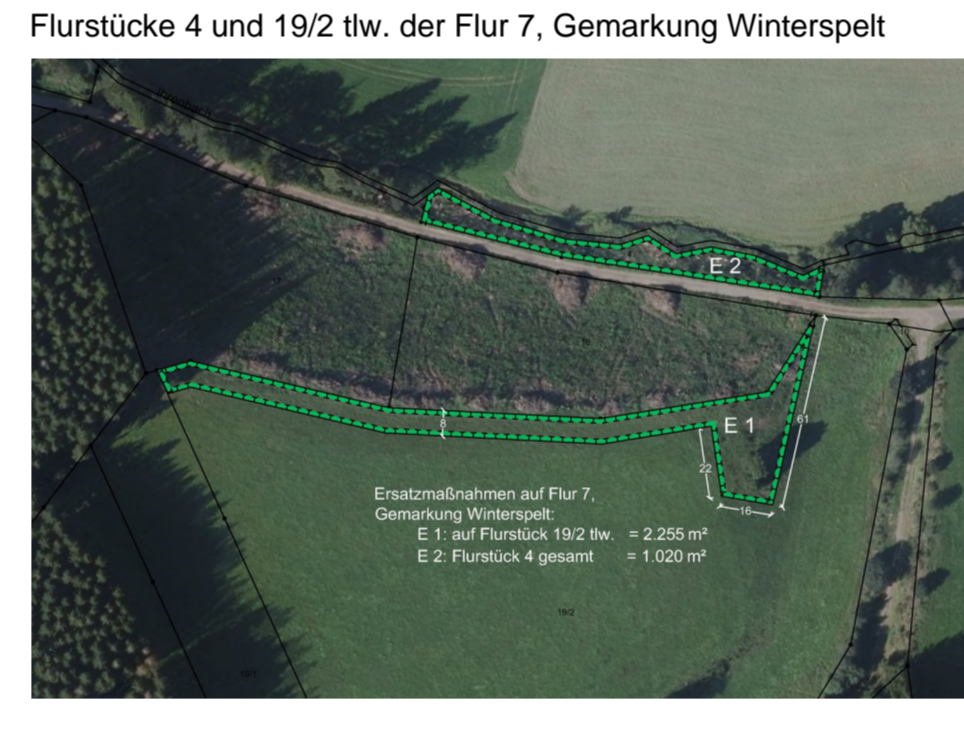 Flurstücke 4 und 19/2 tlw. der Flur 7, Gemarkung Winterspelt
Ihrenbach
E 2
18
61
8
E 1
22
16
Ersatzmaßnahmen auf Flur 7,
Gemarkung Winterspelt:
E 1: auf Flurstück 19/2 tlw. = 2.255 m²
E 2: Flurstück 4 gesamt = 1.020 m²
19/2
19/1